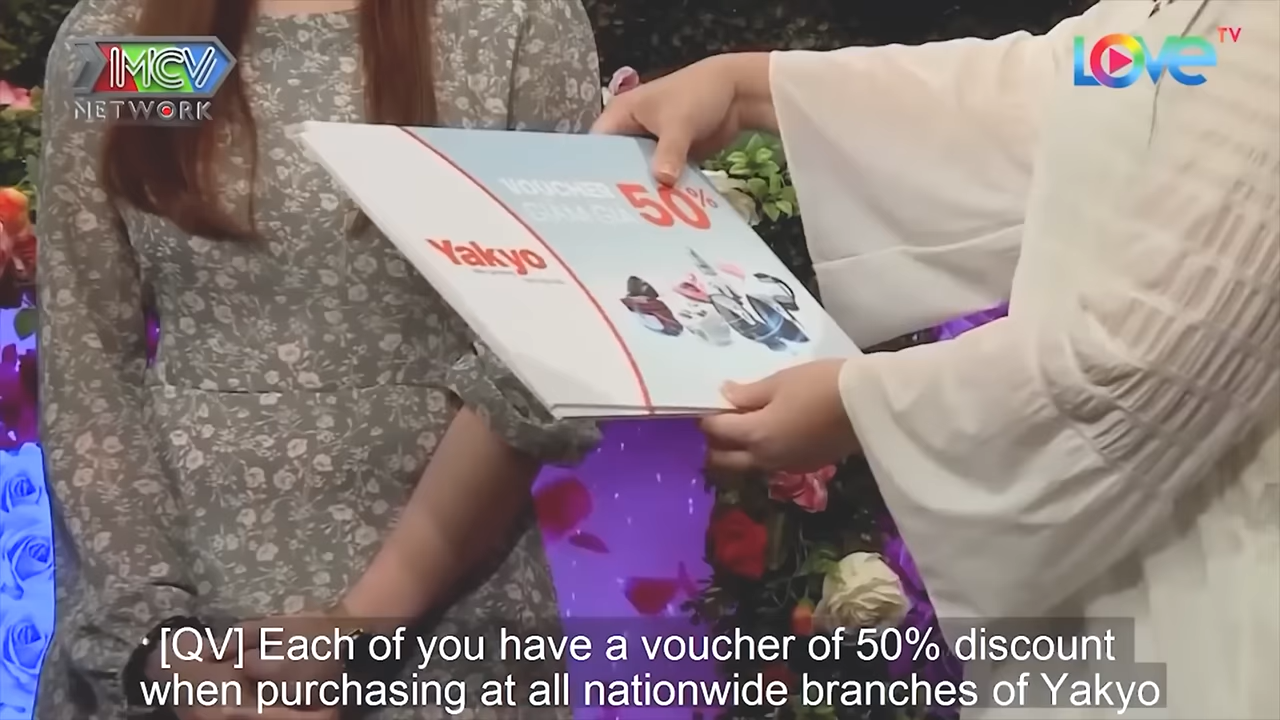 MCV
NETWORK
LOVE TV
VOUCHER
GIẢM GIÁ 50%
Yakyo
· [QV] Each of you have a voucher of 50% discount
when purchasing at all nationwide branches of Yakyo